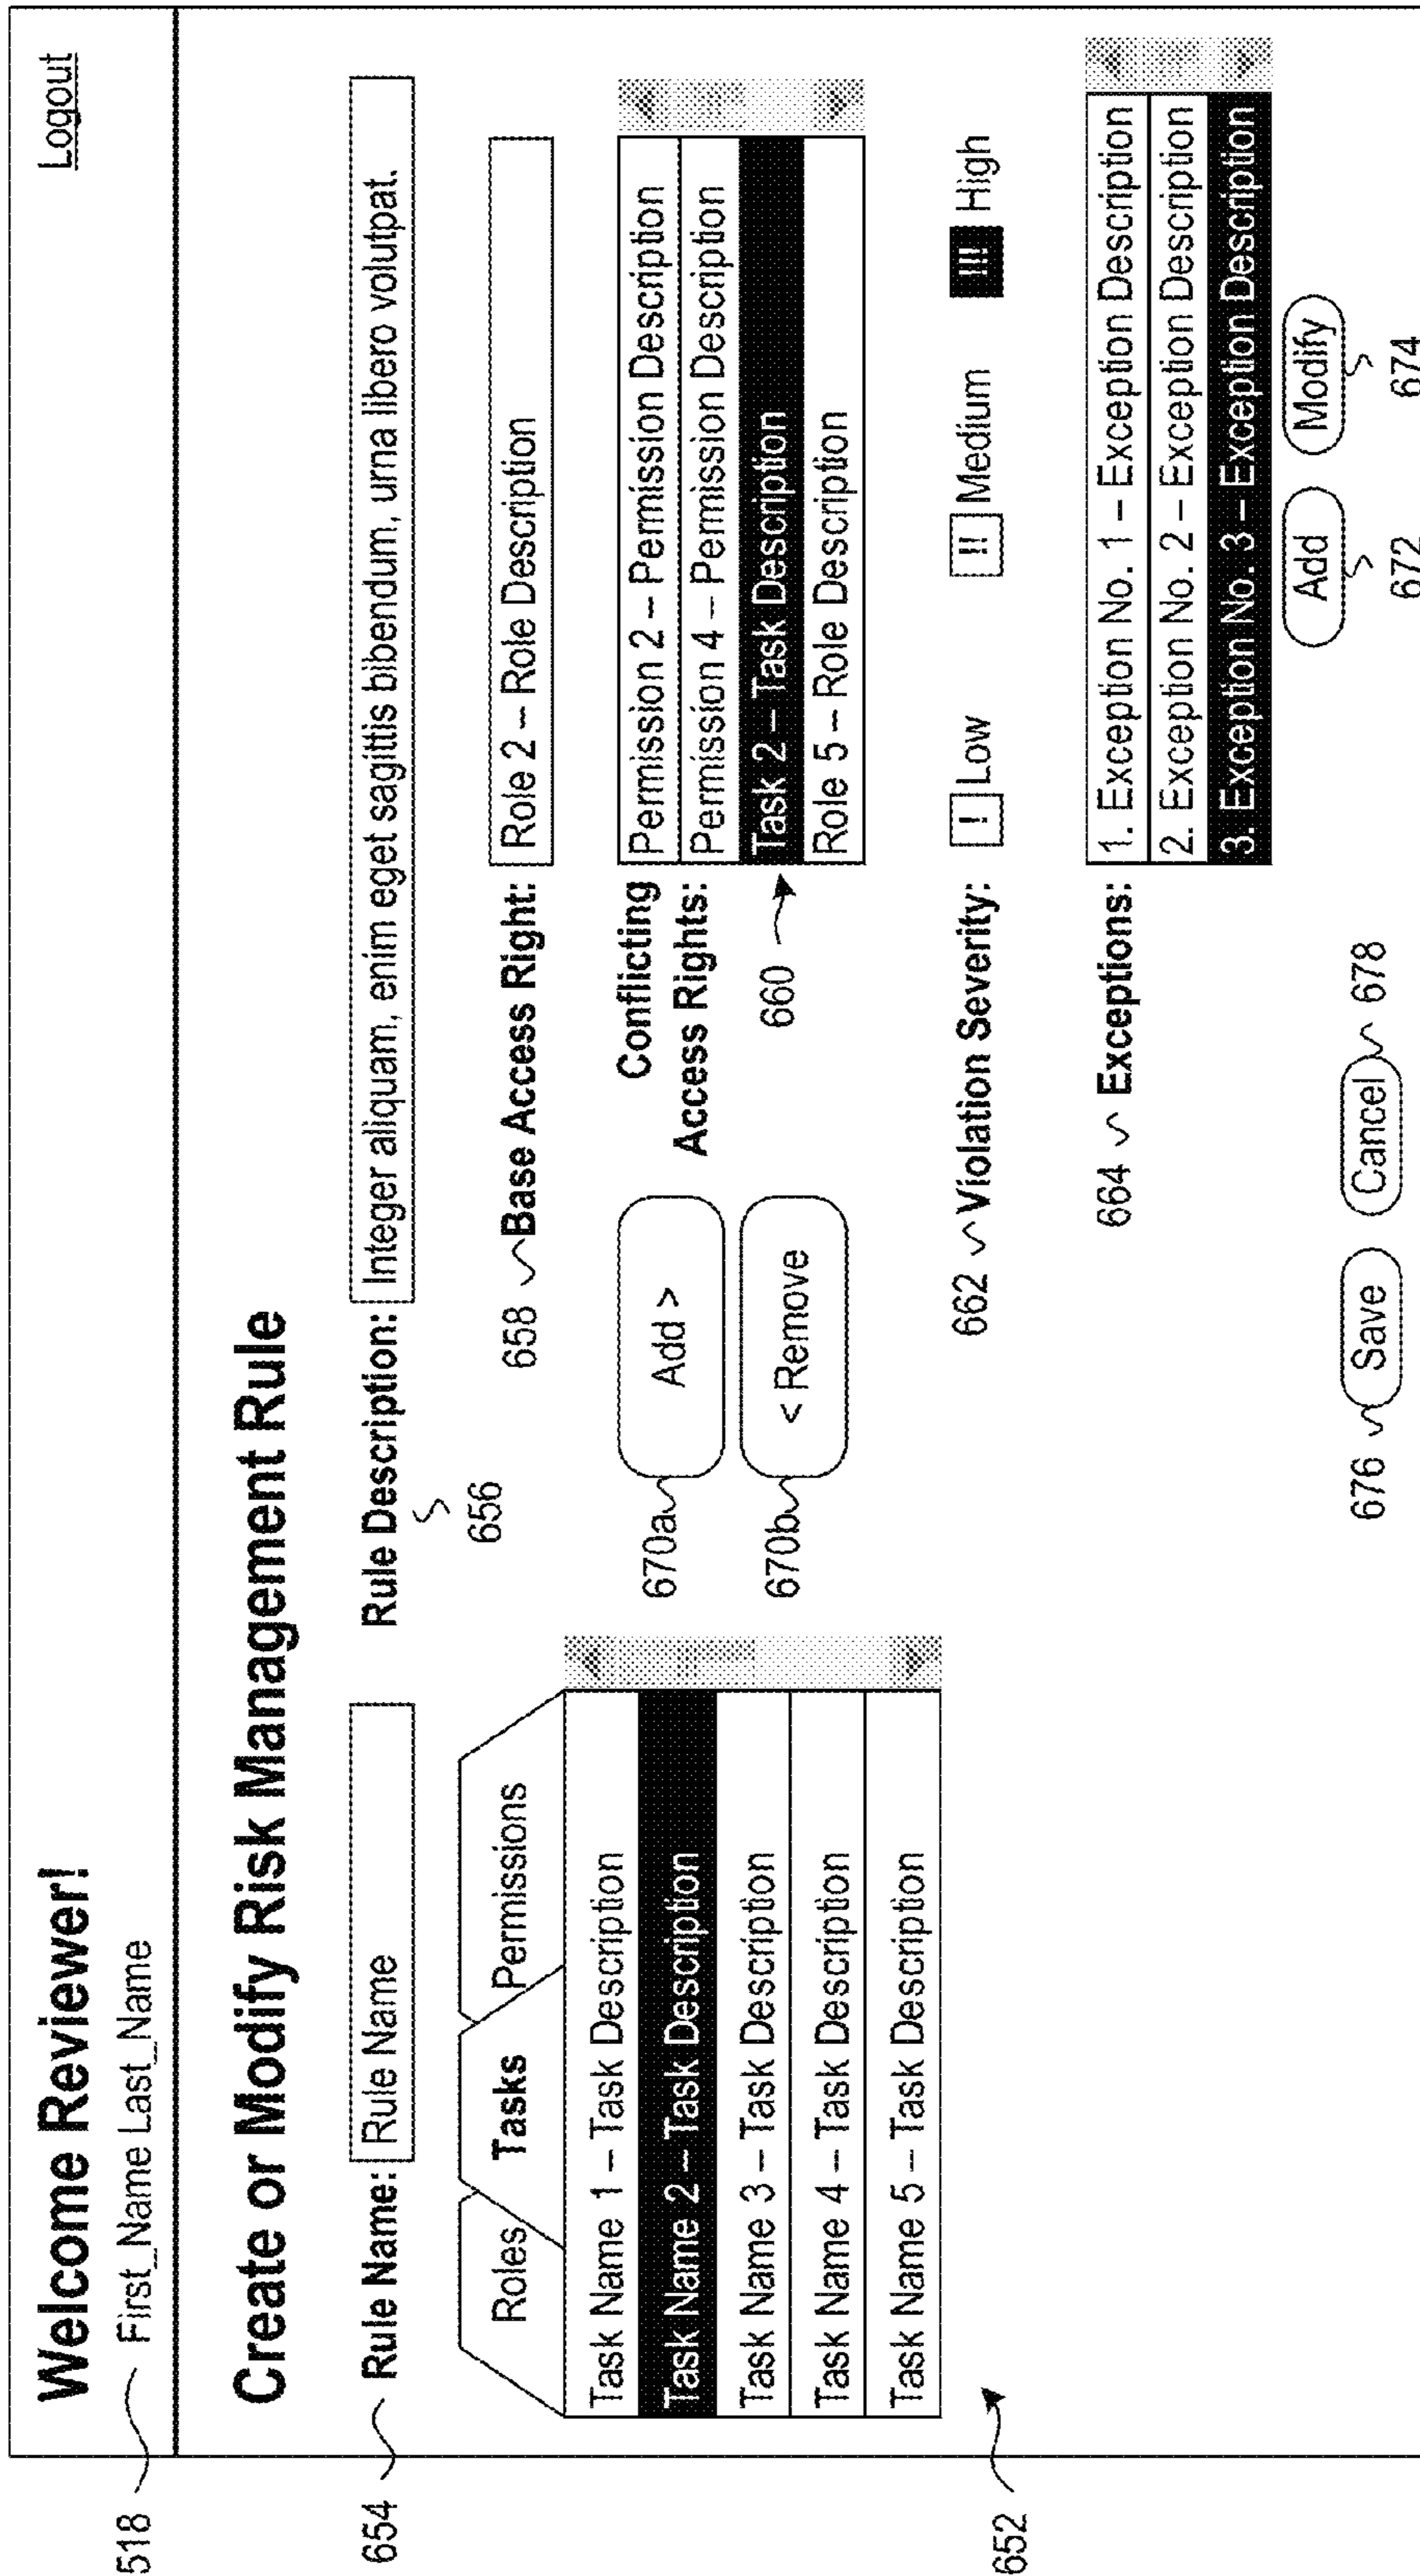 Welcome Reviewer!
Logout
518 First_Name Last_Name
Create or Modify Risk Management Rule
654 Rule Name: Rule Name
Rule Description: Integer aliquam, enim eget sagittis bibendum, urna libero volutpat.
656
Roles Tasks Permissions
Task Name 1 – Task Description
Task Name 2 – Task Description
Task Name 3 – Task Description
Task Name 4 – Task Description
Task Name 5 – Task Description
652
658 Base Access Right: Role 2 – Role Description
670a Add >
670b < Remove
Conflicting
Access Rights:
660
Permission 2 – Permission Description
Permission 4 – Permission Description
Task 2 – Task Description
Role 5 – Role Description
662 Violation Severity: ! Low !! Medium !!! High
664 Exceptions:
1. Exception No. 1 – Exception Description
2. Exception No. 2 – Exception Description
3. Exception No. 3 – Exception Description
Add Modify
672 674
676 Save Cancel 678